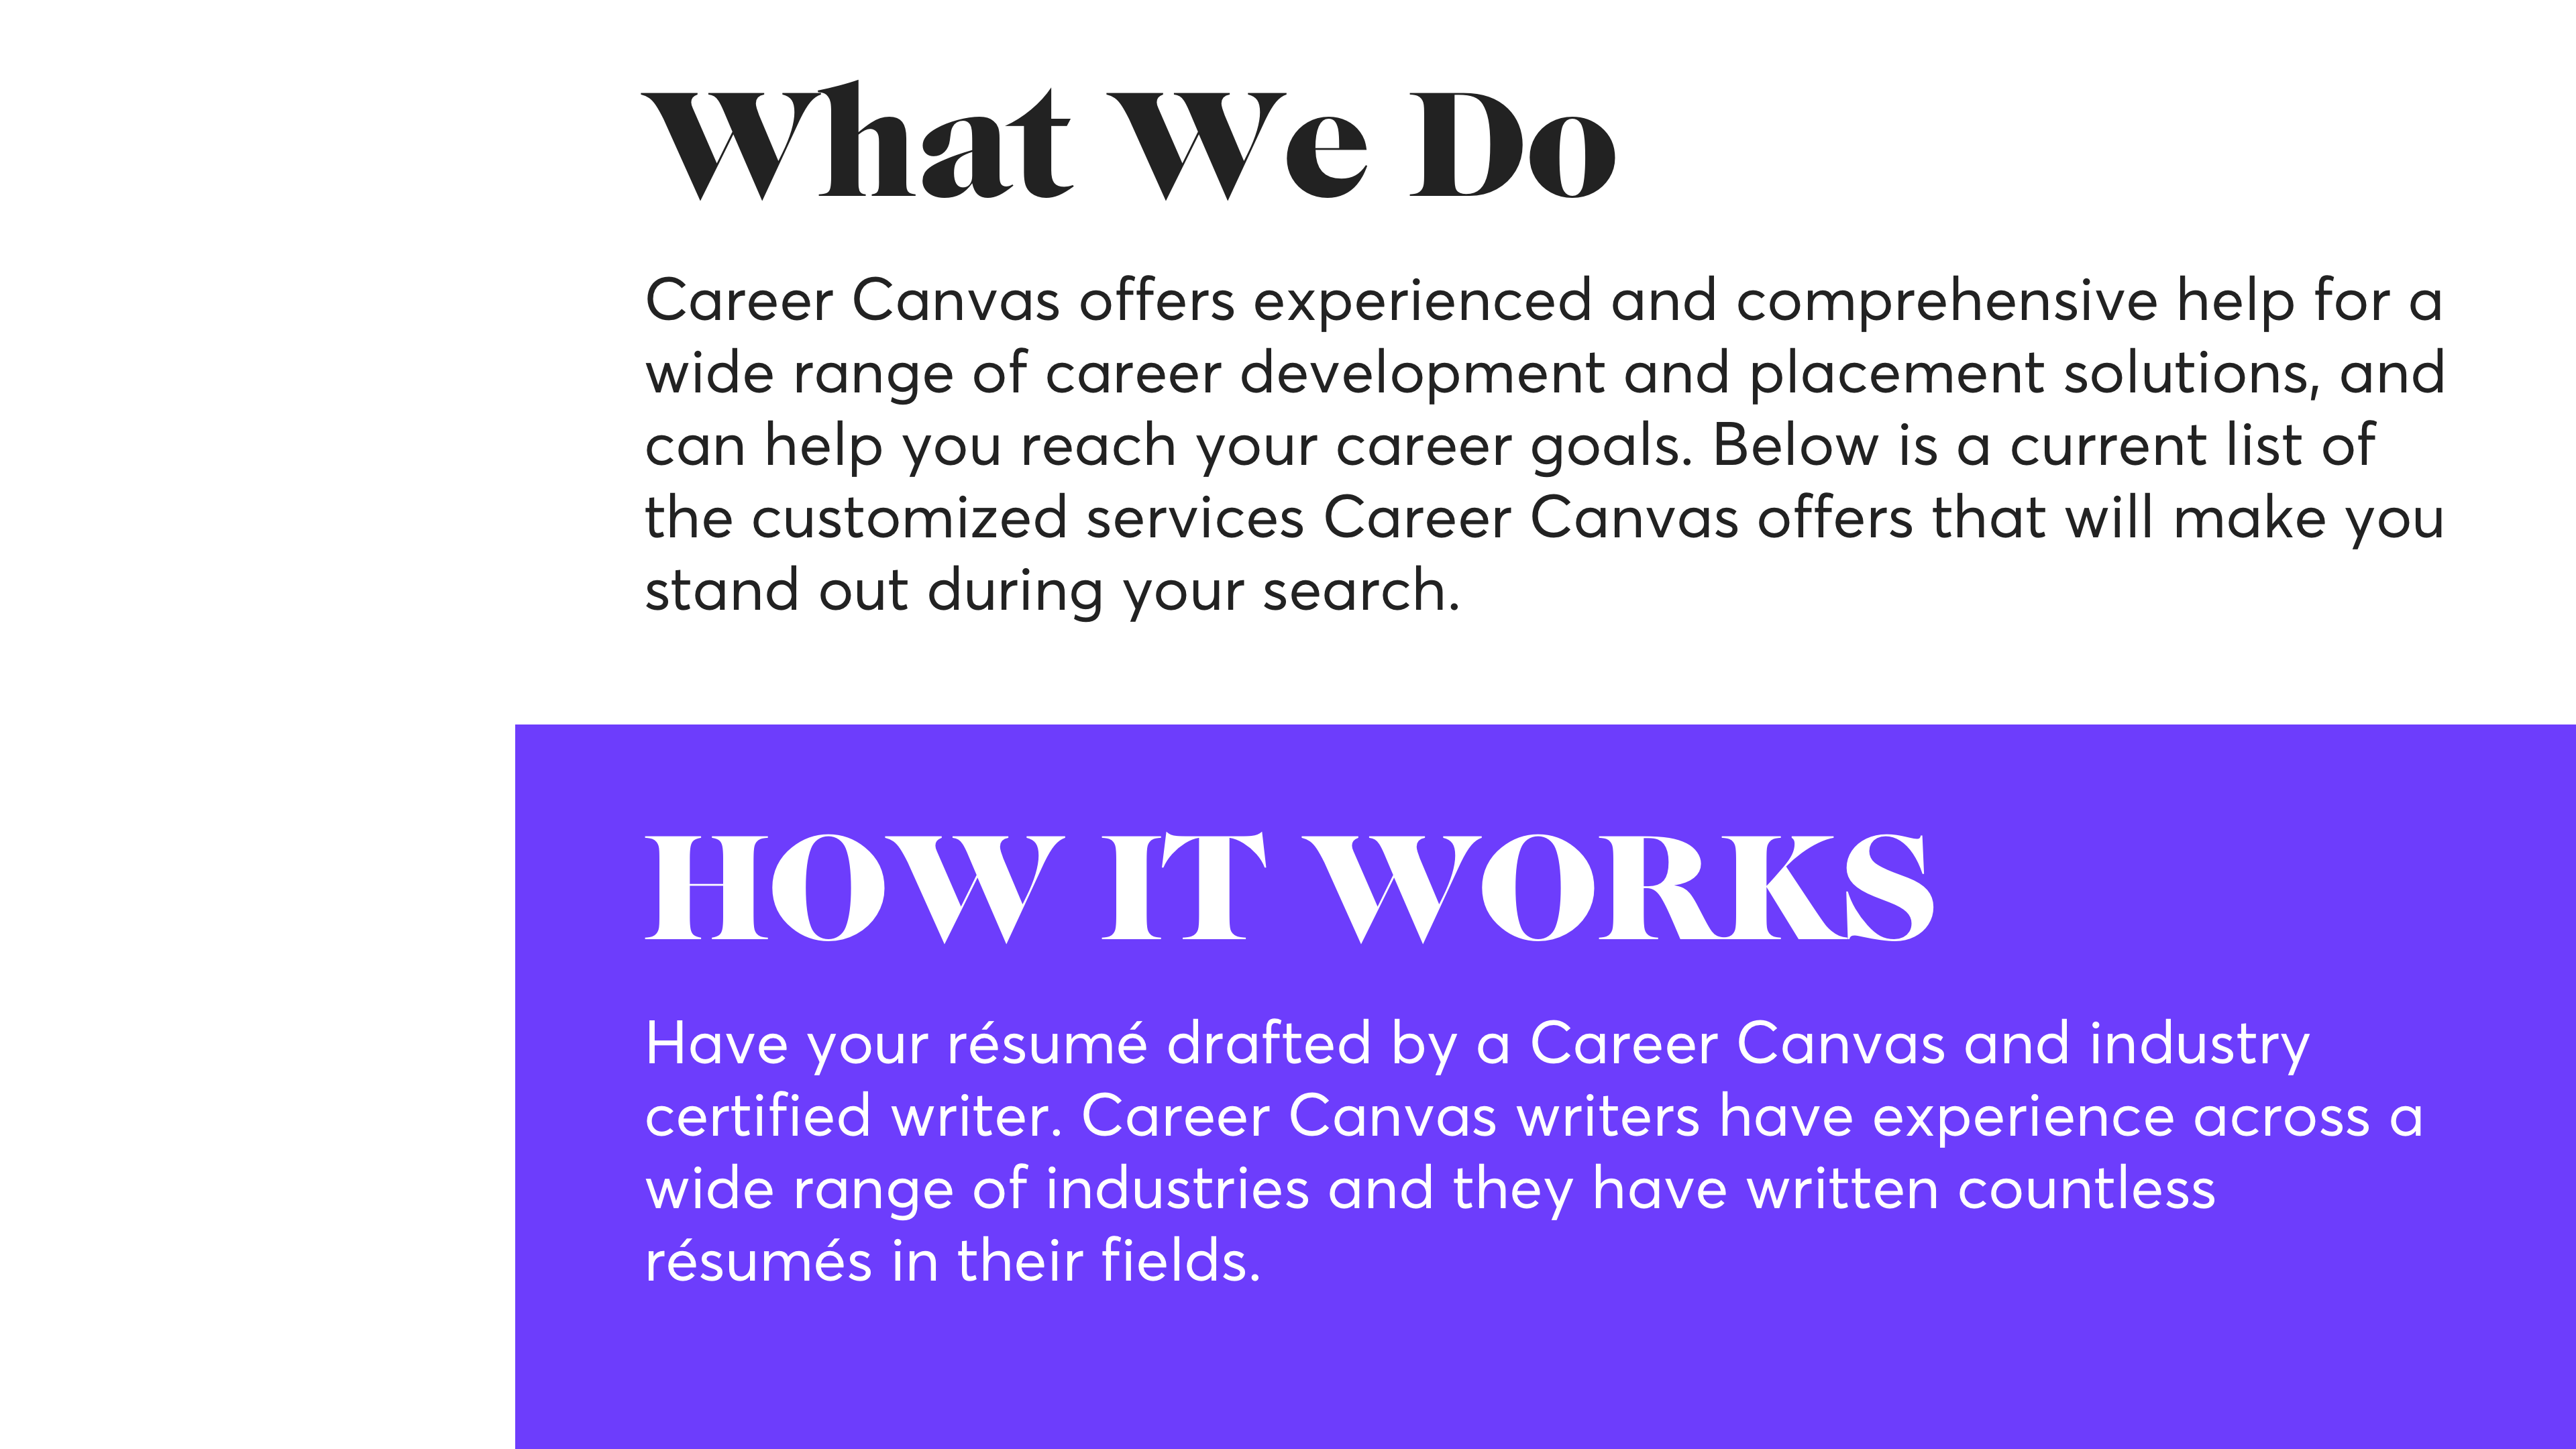 What We Do
Career Canvas offers experienced and comprehensive help for a
wide range of career development and placement solutions, and
can help you reach your career goals. Below is a current list of
the customized services Career Canvas offers that will make you
stand out during your search.
HOW IT WORKS
Have your résumé drafted by a Career Canvas and industry
certified writer. Career Canvas writers have experience across a
wide range of industries and they have written countless
résumés in their fields.